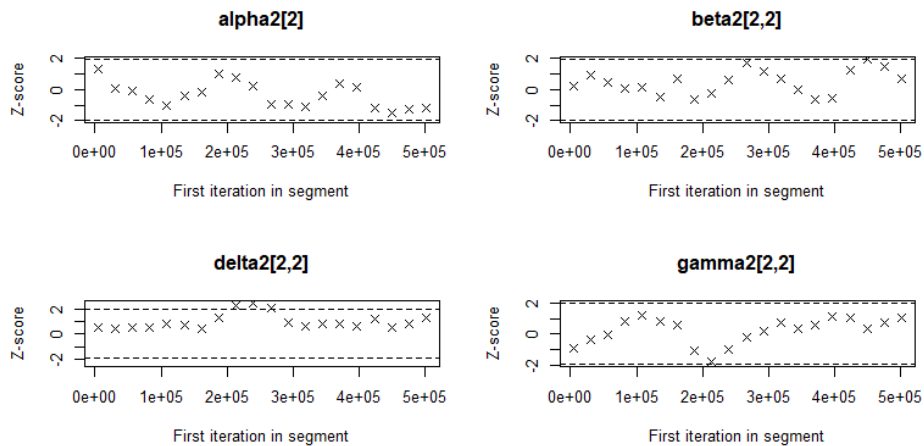 alpha2[2]
Z-score
2
0
-2
0e+00 1e+05 2e+05 3e+05 4e+05 5e+05
First iteration in segment
beta2[2,2]
Z-score
2
0
-2
0e+00 1e+05 2e+05 3e+05 4e+05 5e+05
First iteration in segment
delta2[2,2]
Z-score
2
0
-2
0e+00 1e+05 2e+05 3e+05 4e+05 5e+05
First iteration in segment
gamma2[2,2]
Z-score
2
0
-2
0e+00 1e+05 2e+05 3e+05 4e+05 5e+05
First iteration in segment